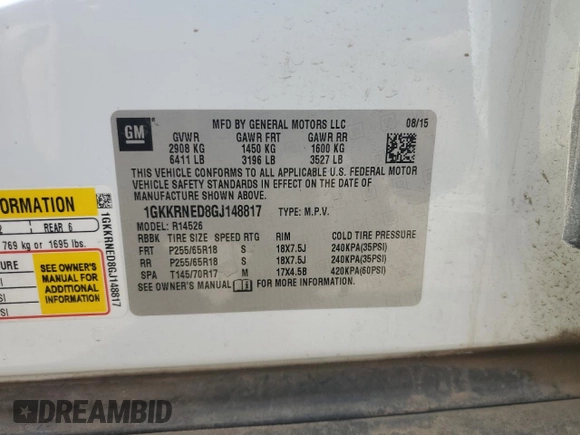 GM
MFD BY GENERAL MOTORS LLC 08/15
GVWR GAWR FRT GAWR RR
2908 KG 1450 KG 1600 KG
6411 LB 3196 LB 3527 LB
THIS VEHICLE CONFORMS TO ALL APPLICABLE U.S. FEDERAL MOTOR
VEHICLE SAFETY STANDARDS IN EFFECT ON THE DATE OF
MANUFACTURE SHOWN ABOVE.
1GKKRNED8GJ148817 TYPE: M.P.V.
MODEL: R14526
RBBK TIRE SIZE SPEED RTG RIM COLD TIRE PRESSURE
FRT P255/65R18 S 18X7.5J 240KPA(35PSI)
RR P255/65R18 S 18X7.5J 240KPA(35PSI)
SPA T145/70R17 M 17X4.5B 420KPA(60PSI)
SEE OWNER'S MANUAL FOR MORE INFORMATION.
ORMATION
2 REAR 6
769 kg or 1695 lbs.
SURE
SEE OWNER'S
MANUAL FOR
ADDITIONAL
INFORMATION
SI
SI
PSI
1GKKRNED8GJ148817
DREAMBID